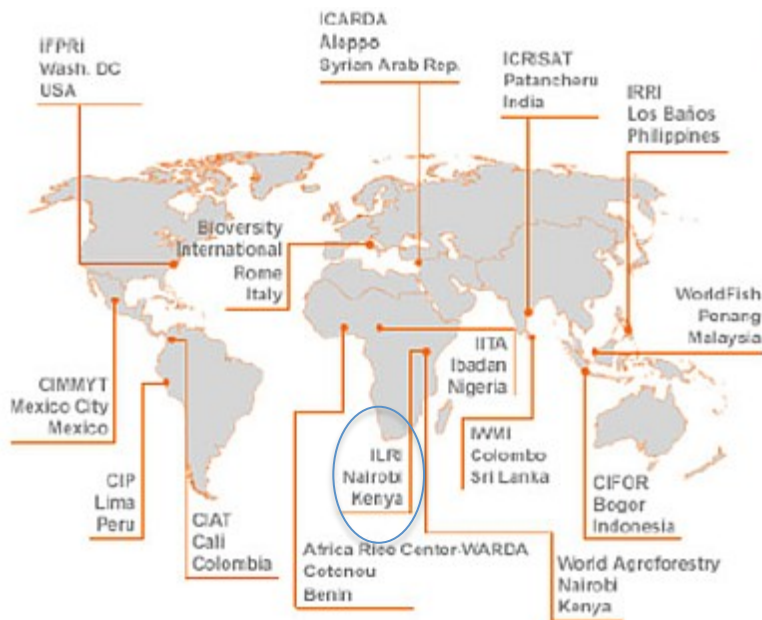 IFPRI
Wash. DC
USA
ICARDA
Aleppo
Syrian Arab Rep.
ICRISAT
Patancheru
India
IRRI
Los Baños
Philippines
Bioversity
International
Rome
Italy
WorldFish
Penang
Malaysia
IITA
Ibadan
Nigeria
CIMMYT
Mexico City
Mexico
ILRI
Nairobi
Kenya
IWMI
Colombo
Sri Lanka
CIP
Lima
Peru
CIFOR
Bogor
Indonesia
CIAT
Cali
Colombia
Africa Rice Center-WARDA
Cotonou
Benin
World Agroforestry
Nairobi
Kenya